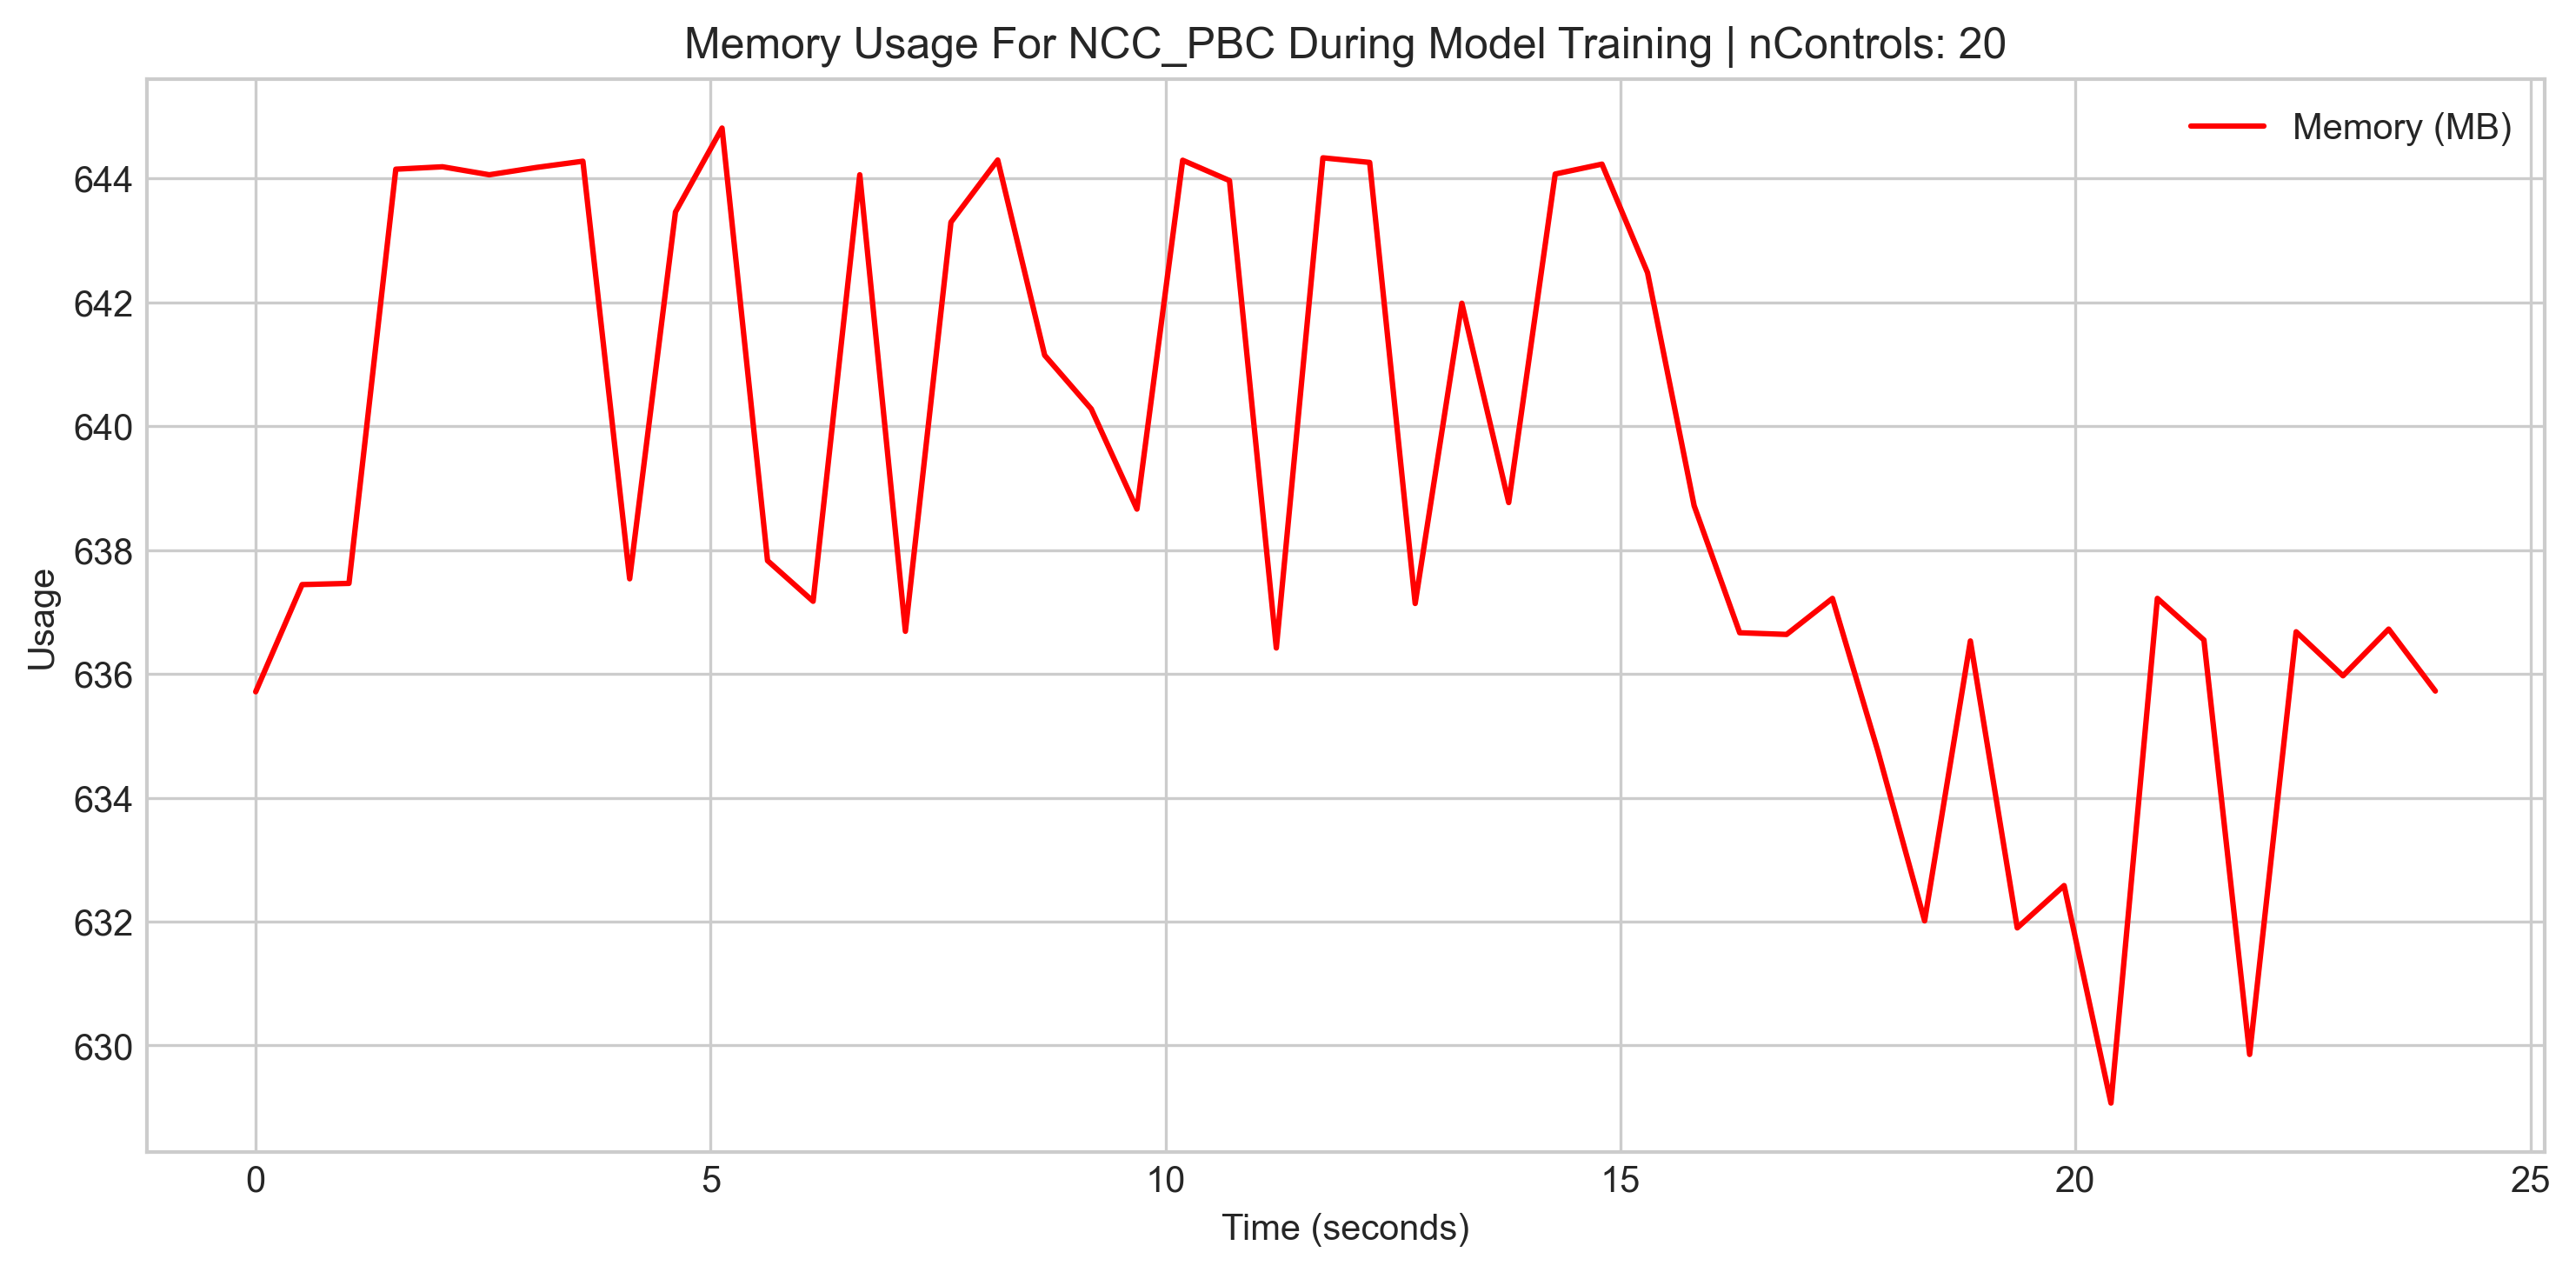 Memory Usage For NCC_PBC During Model Training | nControls: 20
Memory (MB)
644
642
640
638
636
634
632
630
Usage
0 5 10 15 20 25
Time (seconds)